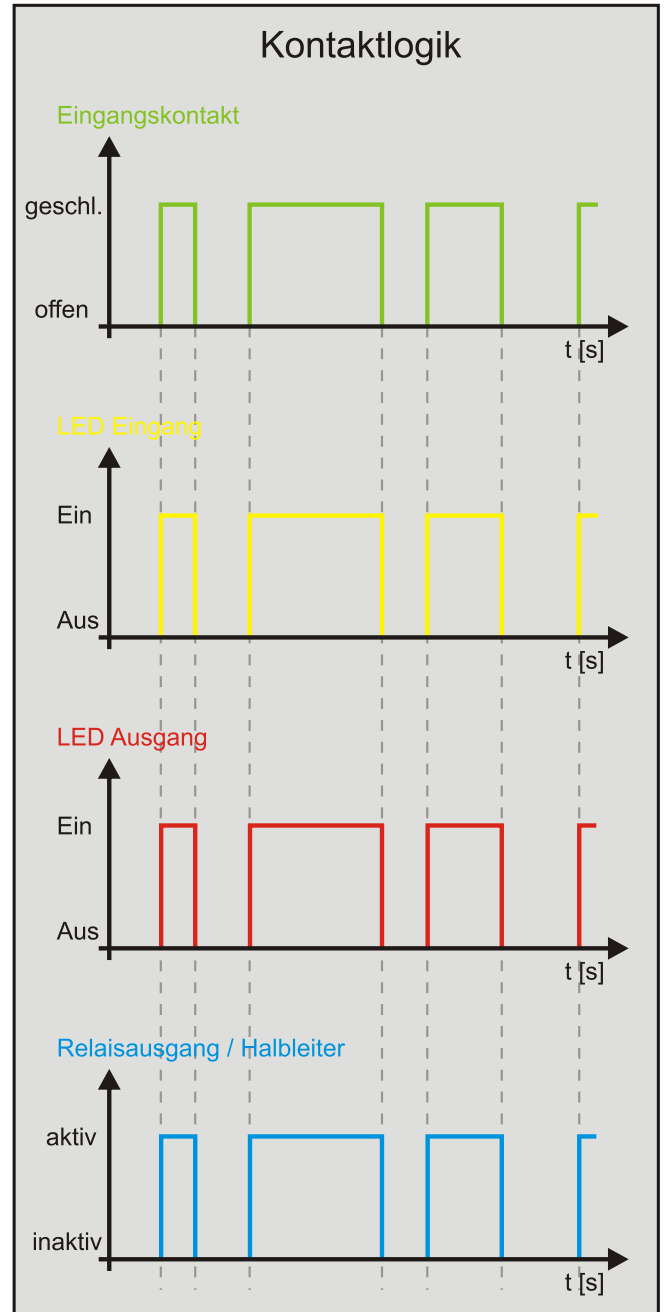 Kontaktlogik
Eingangskontakt
geschl.
offen
t [s]
LED Eingang
Ein
Aus
t [s]
LED Ausgang
Ein
Aus
t [s]
Relaisausgang / Halbleiter
aktiv
inaktiv
t [s]